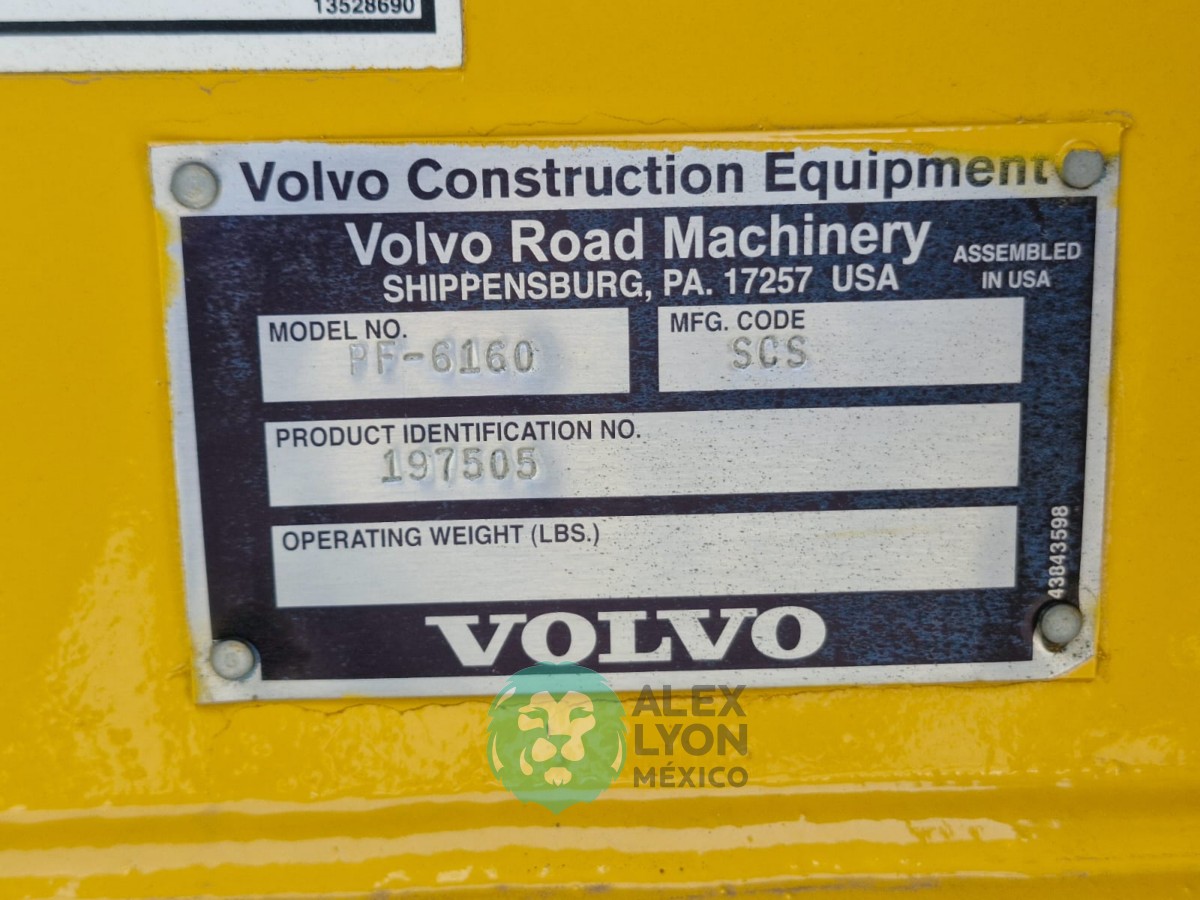 13528690
Volvo Construction Equipment
Volvo Road Machinery
SHIPPENSBURG, PA. 17257 USA
ASSEMBLED
IN USA
MODEL NO.
PF-6160
MFG. CODE
SCS
PRODUCT IDENTIFICATION NO.
197505
OPERATING WEIGHT (LBS.)
43843598
VOLVO
ALEX
LYON
MÉXICO